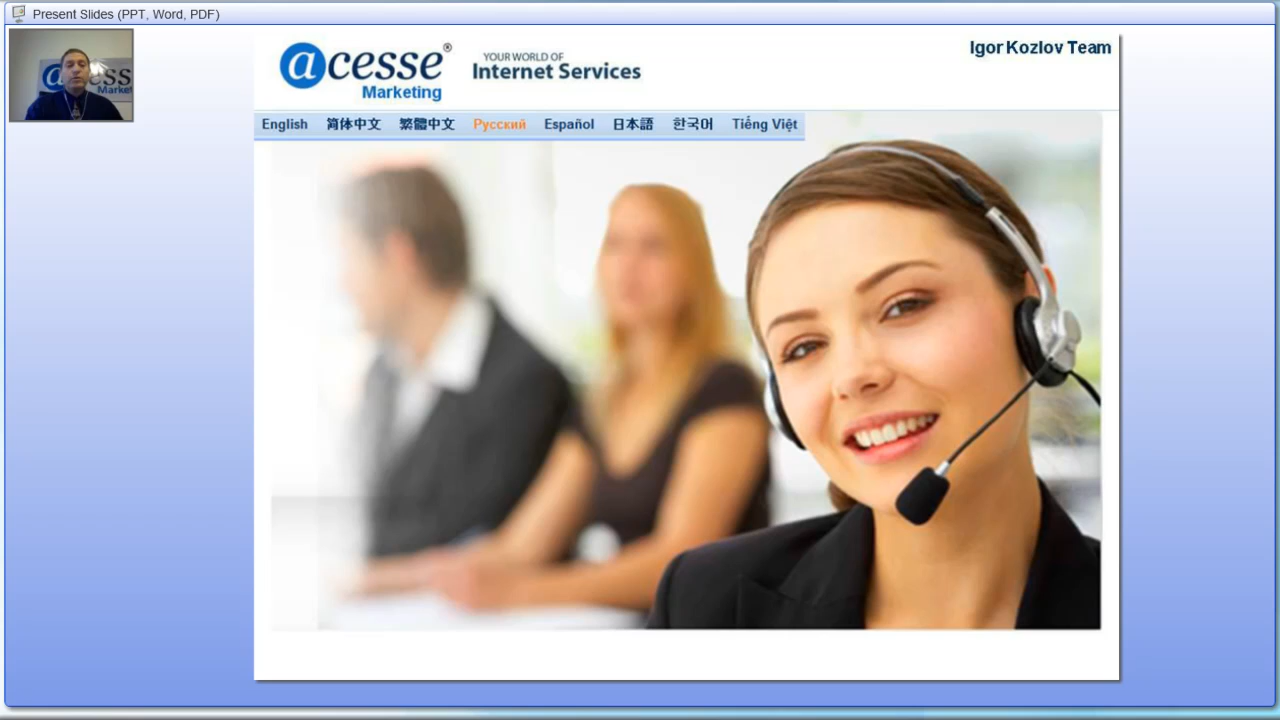 Present Slides (PPT, Word, PDF)
acesse®
Marketing
YOUR WORLD OF
Internet Services
Igor Kozlov Team
English 简体中文 繁體中文 Русский Español 日本語 한국어 Tiếng Việt